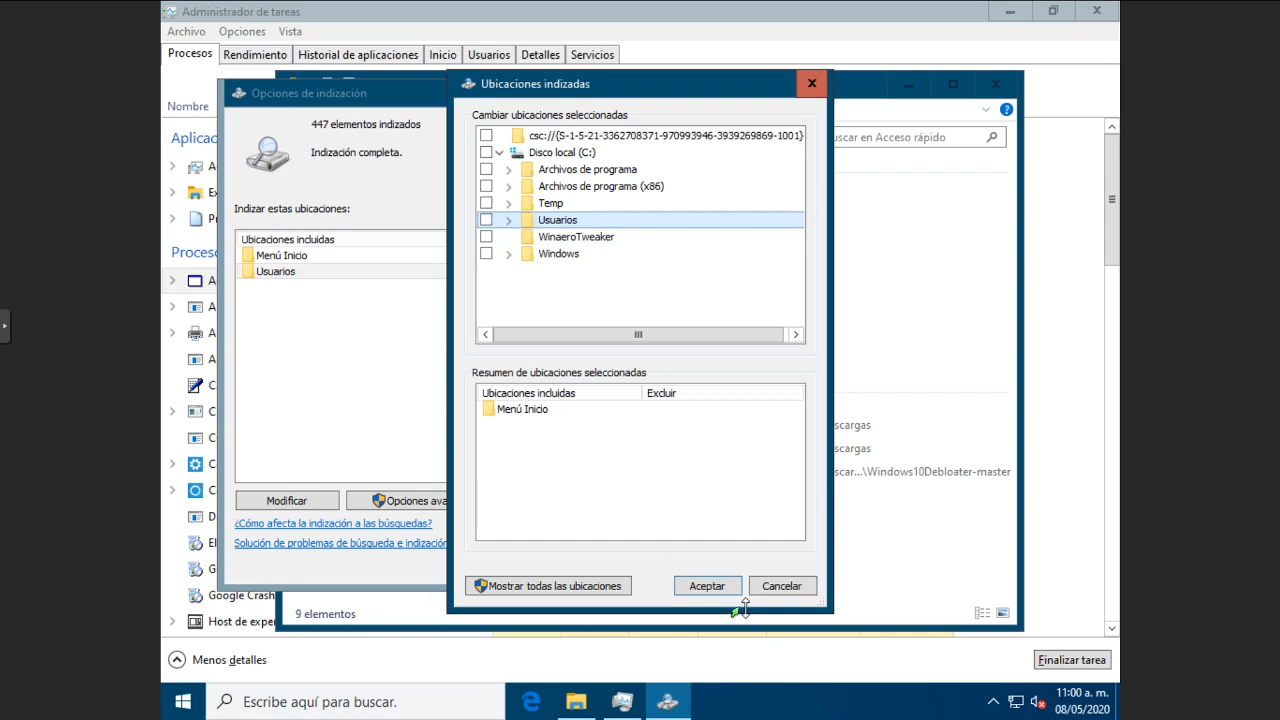 Administrador de tareas
Archivo Opciones Vista
Procesos Rendimiento Historial de aplicaciones Inicio Usuarios Detalles Servicios
Nombre
Aplicac
A
Ex
Pr
Proceso
A
A
A
A
C
C
C
C
C
D
El
G
Google Crash
Host de expe
Menos detalles
Finalizar tarea
Opciones de indización
447 elementos indizados
Indización completa.
Indizar estas ubicaciones:
Ubicaciones incluidas
Menú Inicio
Usuarios
Modificar
Opciones ava
¿Cómo afecta la indización a las búsquedas?
Solución de problemas de búsqueda e indización
Ubicaciones indizadas
Cambiar ubicaciones seleccionadas
csc://{S-1-5-21-3362708371-970993946-3939269869-1001}
Disco local (C:)
Archivos de programa
Archivos de programa (x86)
Temp
Usuarios
WinaeroTweaker
Windows
Resumen de ubicaciones seleccionadas
Ubicaciones incluidas Excluir
Menú Inicio
Mostrar todas las ubicaciones
Aceptar
Cancelar
uscar en Acceso rápido
scargas
scargas
scar...\Windows10Debloater-master
9 elementos
Escribe aquí para buscar.
11:00 a. m.
08/05/2020